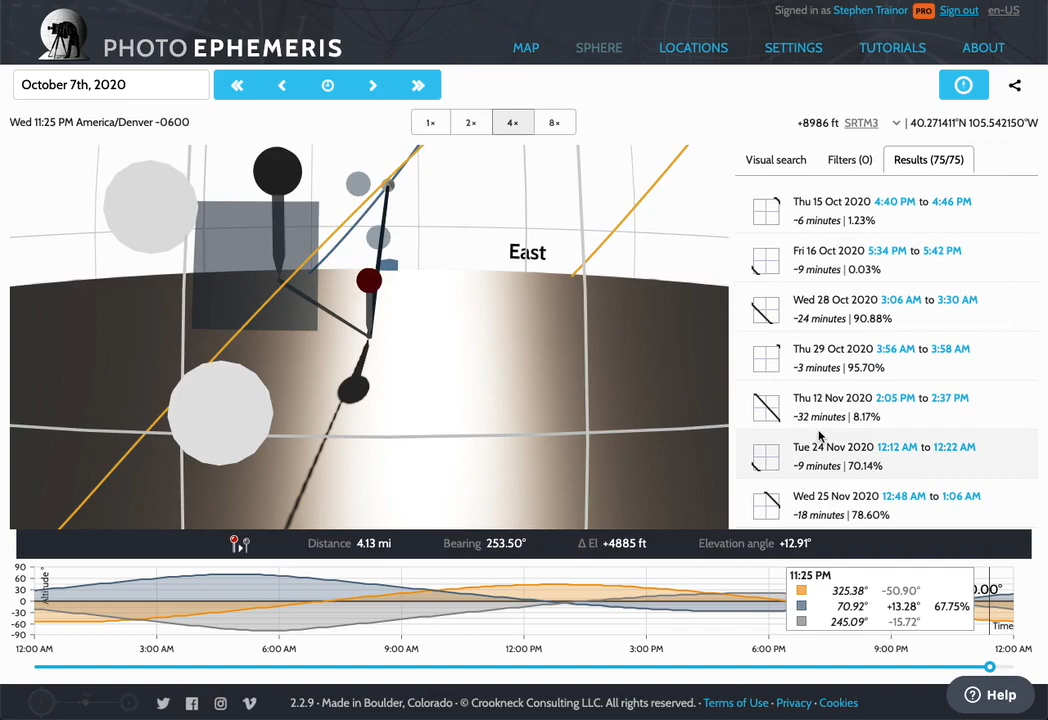 Signed in as Stephen Trainor PRO Sign out en-US
PHOTO EPHEMERIS
MAP SPHERE LOCATIONS SETTINGS TUTORIALS ABOUT
October 7th, 2020
Wed 11:25 PM America/Denver -0600
1× 2× 4× 8×
+8986 ft SRTM3 | 40.271411°N 105.542150°W
Visual search Filters (0) Results (75/75)
East
Thu 15 Oct 2020 4:40 PM to 4:46 PM
~6 minutes | 1.23%
Fri 16 Oct 2020 5:34 PM to 5:42 PM
~9 minutes | 0.03%
Wed 28 Oct 2020 3:06 AM to 3:30 AM
~24 minutes | 90.88%
Thu 29 Oct 2020 3:56 AM to 3:58 AM
~3 minutes | 95.70%
Thu 12 Nov 2020 2:05 PM to 2:37 PM
~32 minutes | 8.17%
Tue 24 Nov 2020 12:12 AM to 12:22 AM
~9 minutes | 70.14%
Wed 25 Nov 2020 12:48 AM to 1:06 AM
~18 minutes | 78.60%
Distance 4.13 mi Bearing 253.50° Δ El +4885 ft Elevation angle +12.91°
Altitude °
90
60
30
0
-30
-60
-90
11:25 PM
325.38° -50.90°
70.92° +13.28° 67.75%
245.09° -15.72°
0.00°
Time
12:00 AM 3:00 AM 6:00 AM 9:00 AM 12:00 PM 3:00 PM 6:00 PM 9:00 PM 12:00 AM
2.2.9 · Made in Boulder, Colorado · © Crookneck Consulting LLC. All rights reserved. · Terms of Use · Privacy · Cookies
Help